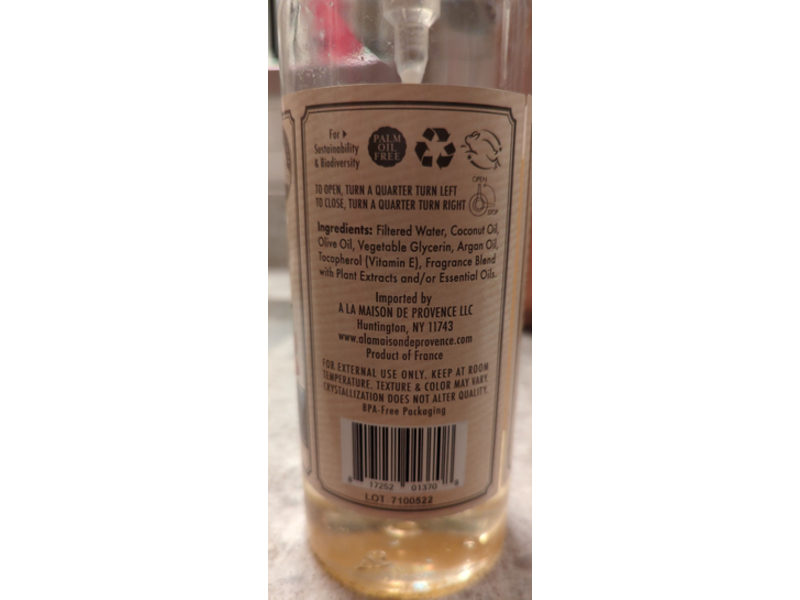 For
Sustainability
& Biodiversity
PALM
OIL
FREE
OPEN
STOP
TO OPEN, TURN A QUARTER TURN LEFT
TO CLOSE, TURN A QUARTER TURN RIGHT
Ingredients: Filtered Water, Coconut Oil,
Olive Oil, Vegetable Glycerin, Argan Oil,
Tocopherol (Vitamin E), Fragrance Blend
with Plant Extracts and/or Essential Oils.
Imported by
A LA MAISON DE PROVENCE LLC
Huntington, NY 11743
www.alamaisondeprovence.com
Product of France
FOR EXTERNAL USE ONLY. KEEP AT ROOM
TEMPERATURE. TEXTURE & COLOR MAY VARY.
CRYSTALLIZATION DOES NOT ALTER QUALITY.
BPA-Free Packaging
8 17252 01370 8
LOT 7100522